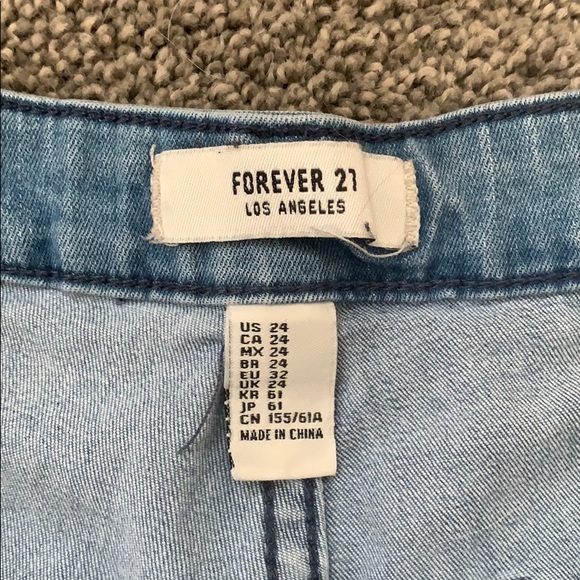 FOREVER 21
LOS ANGELES
US 24
CA 24
MX 24
BR 24
EU 32
UK 24
KR 61
JP 61
CN 155/61A
MADE IN CHINA